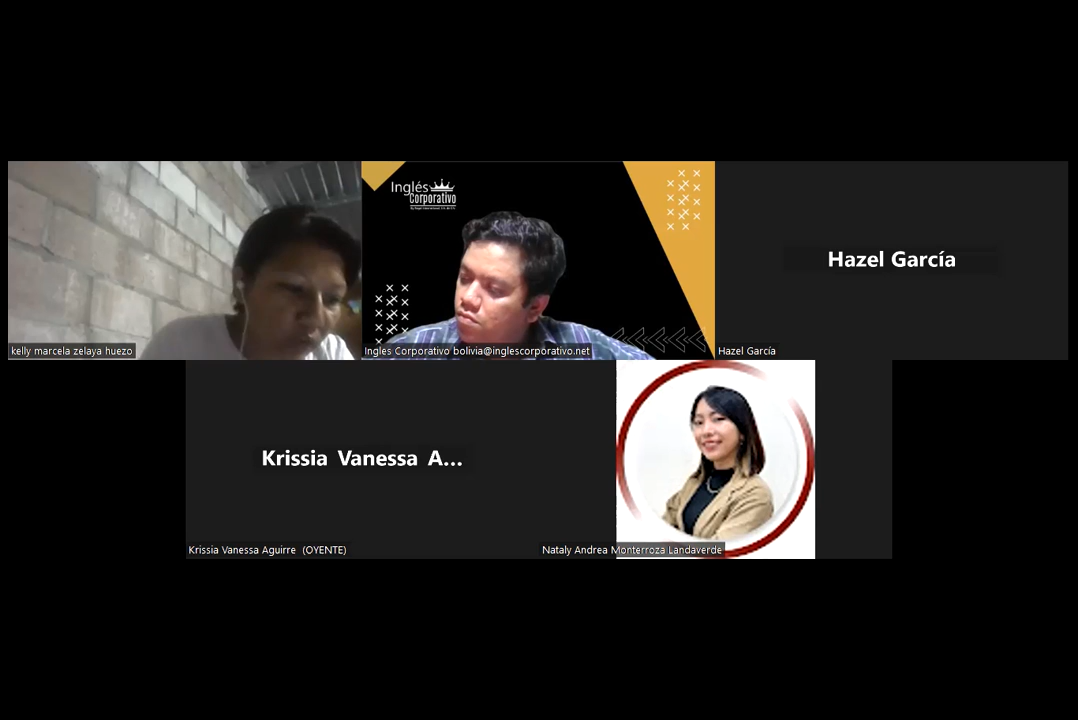 Inglés
Corporativo
kelly marcela zelaya huezo
Ingles Corporativo bolivia@inglescorporativo.net
Hazel García
Hazel García
Krissia Vanessa A...
Krissia Vanessa Aguirre (OYENTE)
Nataly Andrea Monterroza Landaverde